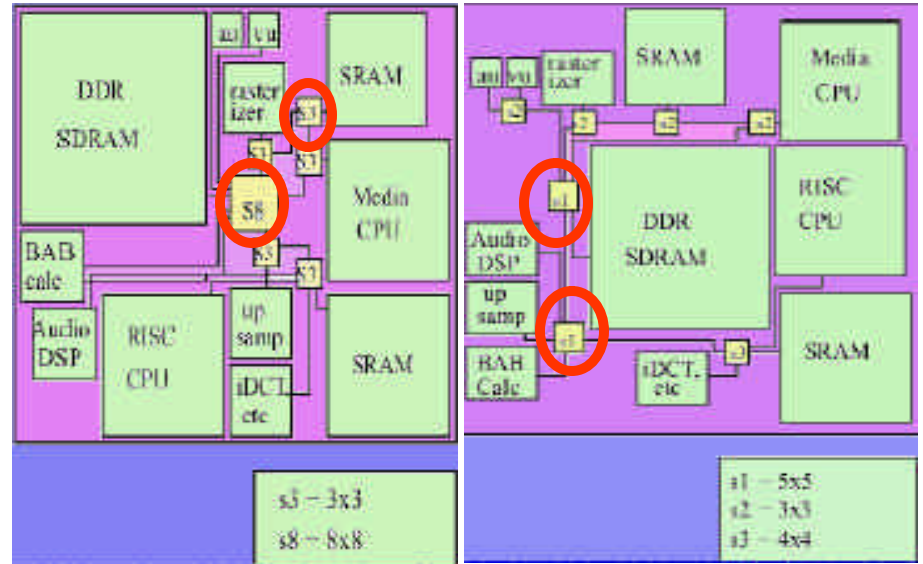 au vu
SRAM
raster
izer
s3
DDR
SDRAM
s3
s3
S8
Media
CPU
BAB
calc
s3
s3
Audio
DSP
RISC
CPU
up
samp
SRAM
iDCT,
etc
s3 - 3x3
s8 - 8x8
au vu
raster
izer
SRAM
Media
CPU
s2
s2
s2
s2
s1
DDR
SDRAM
RISC
CPU
Audio
DSP
up
samp
s1
s3
SRAM
BAB
Calc
iDCT,
etc
s1 - 5x5
s2 - 3x3
s3 - 4x4